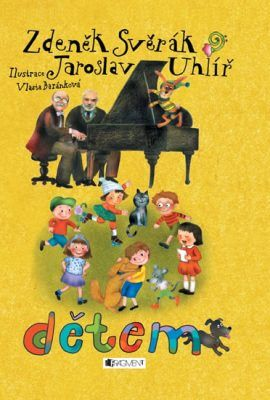 Zdeněk Svěrák
Ilustrace Jaroslav Uhlíř
Vlasta Baránková
dětem
FRAGMENT